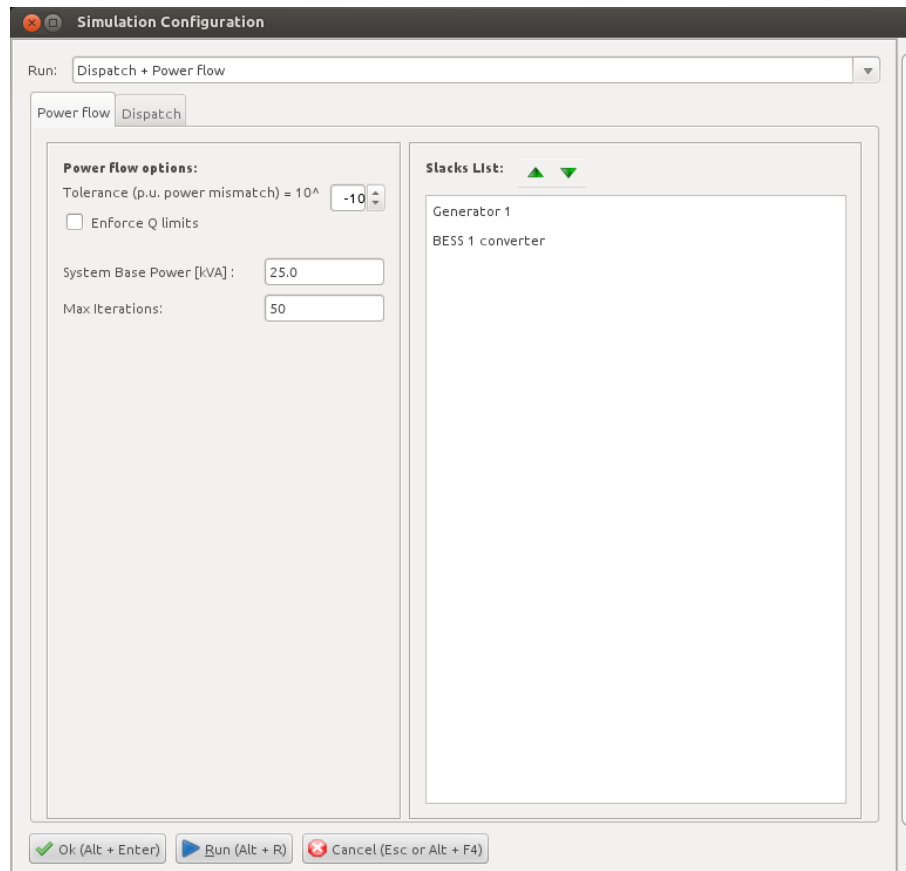 Simulation Configuration
Run: Dispatch + Power flow
Power flow Dispatch
Power flow options:
Tolerance (p.u. power mismatch) = 10^ -10
Enforce Q limits
System Base Power [kVA] : 25.0
Max Iterations: 50
Slacks LIst:
Generator 1
BESS 1 converter
Ok (Alt + Enter) Run (Alt + R) Cancel (Esc or Alt + F4)